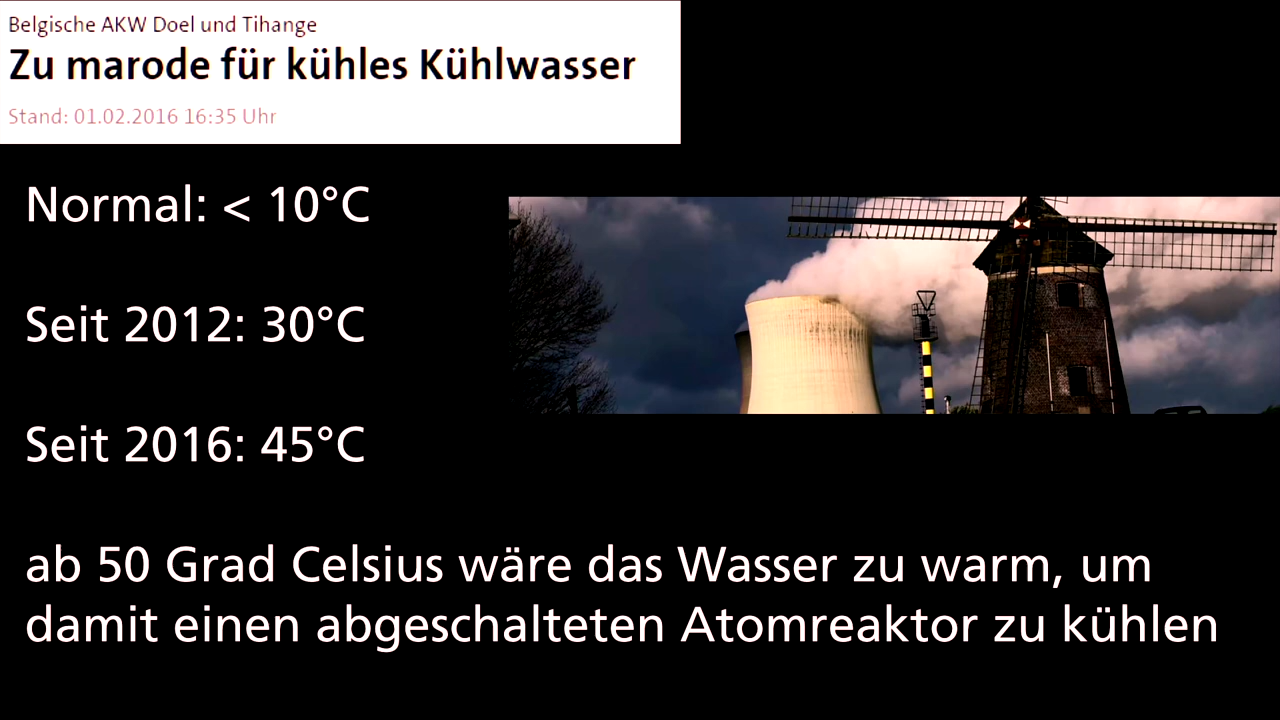 Belgische AKW Doel und Tihange
Zu marode für kühles Kühlwasser
Stand: 01.02.2016 16:35 Uhr
Normal: < 10°C
Seit 2012: 30°C
Seit 2016: 45°C
ab 50 Grad Celsius wäre das Wasser zu warm, um
damit einen abgeschalteten Atomreaktor zu kühlen